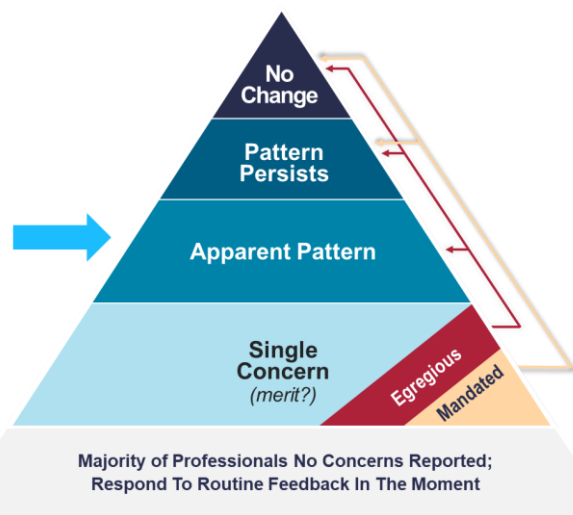 No
Change
Pattern
Persists
Apparent Pattern
Single
Concern
(merit?)
Egregious
Mandated
Majority of Professionals No Concerns Reported;
Respond To Routine Feedback In The Moment